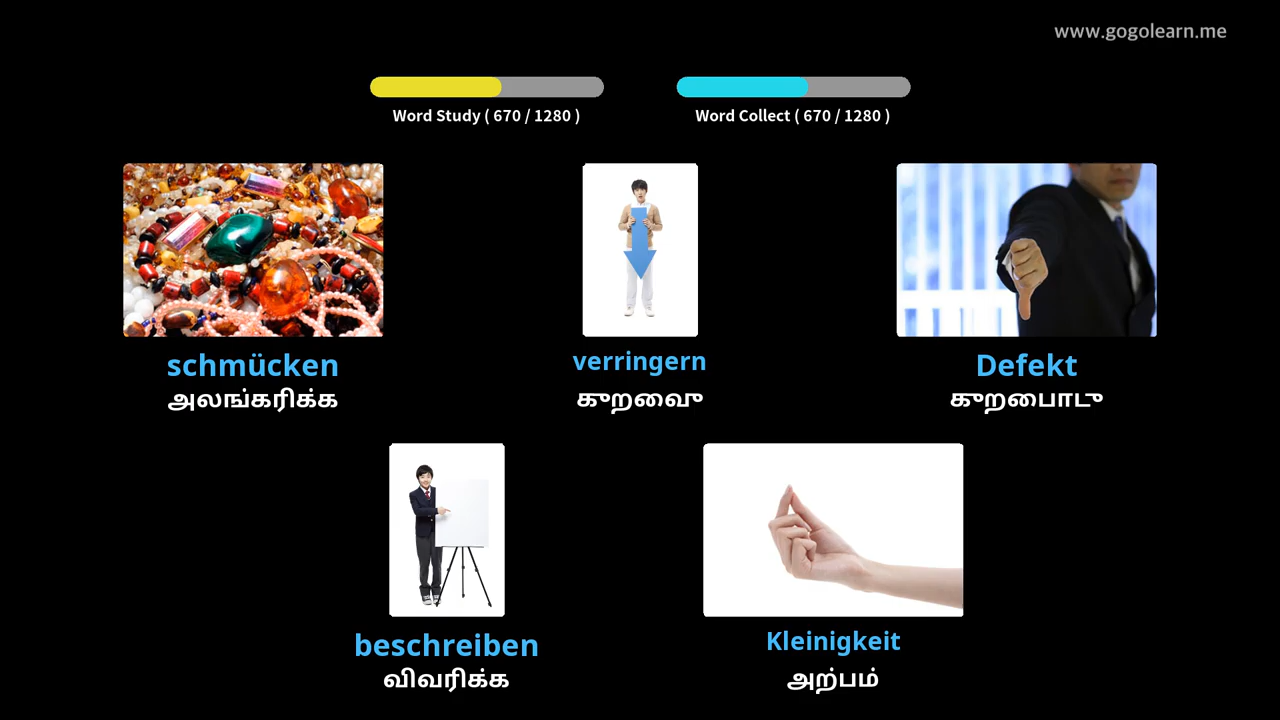 www.gogolearn.me
Word Study ( 670 / 1280 )
Word Collect ( 670 / 1280 )
schmücken
அலங்கரிக்க
verringern
குறைவு
Defekt
குறைபாடு
beschreiben
விவரிக்க
Kleinigkeit
அற்பம்